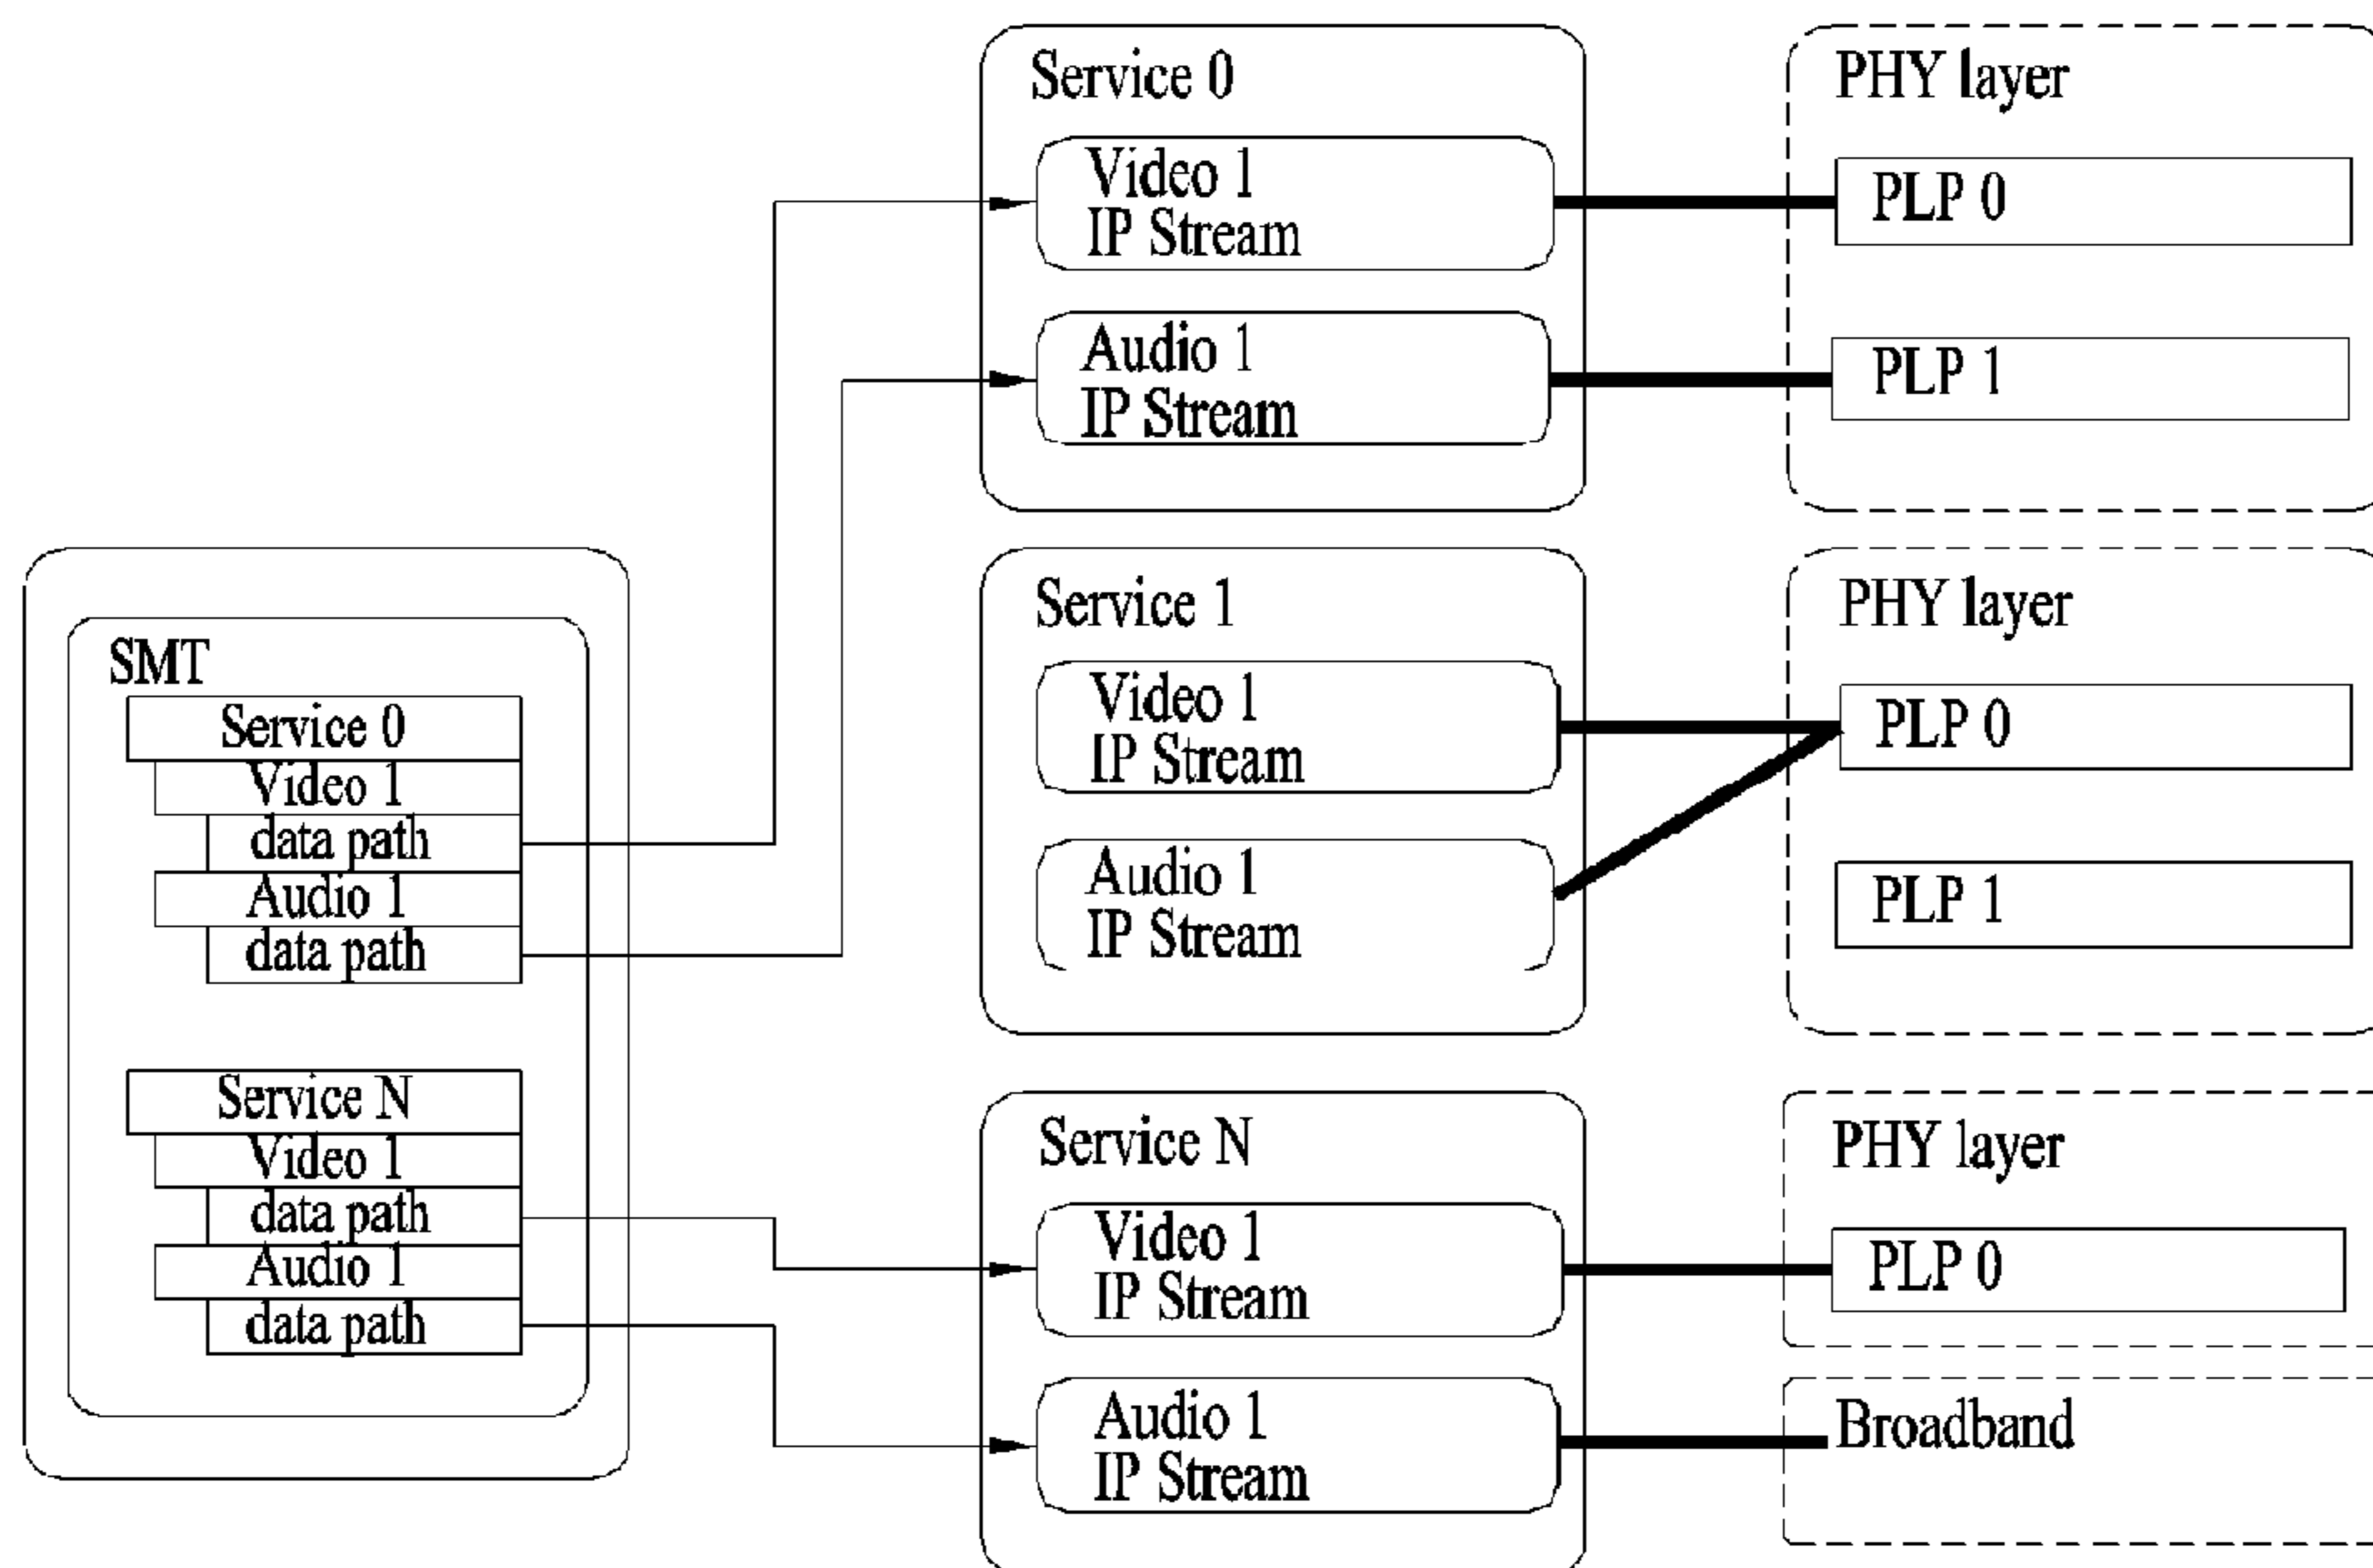 SMT
Service 0
Video 1
data path
Audio 1
data path
Service N
Video 1
data path
Audio 1
data path
Service 0
Video 1
IP Stream
Audio 1
IP Stream
Service 1
Video 1
IP Stream
Audio 1
IP Stream
Service N
Video 1
IP Stream
Audio 1
IP Stream
PHY layer
PLP 0
PLP 1
PHY layer
PLP 0
PLP 1
PHY layer
PLP 0
Broadband